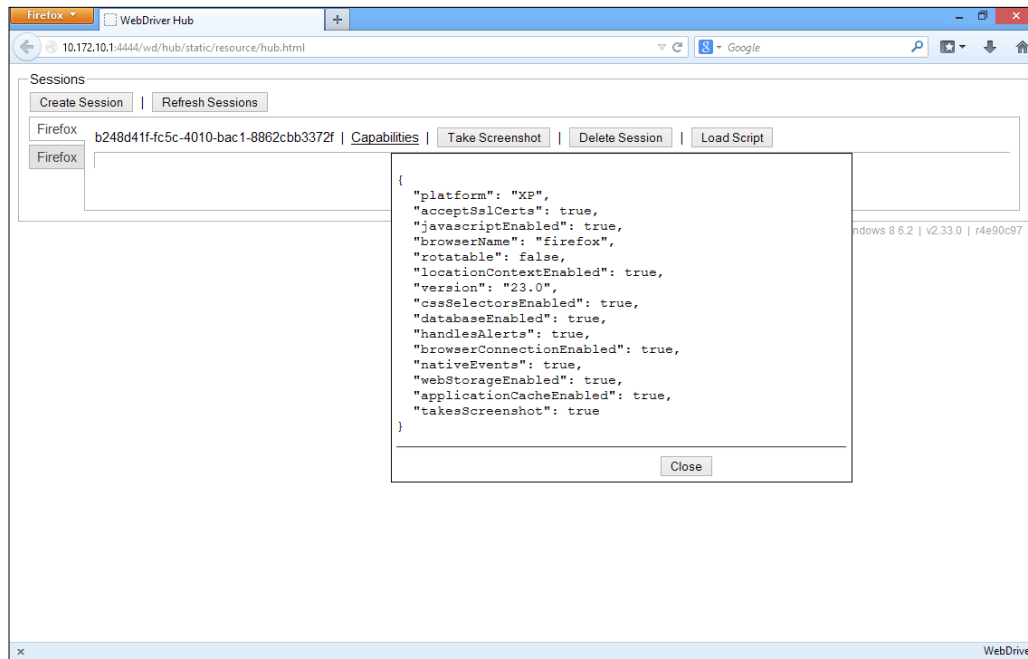 Firefox
WebDriver Hub
+
10.172.10.1:4444/wd/hub/static/resource/hub.html
8 Google
Sessions
Create Session | Refresh Sessions
Firefox
b248d41f-fc5c-4010-bac1-8862cbb3372f | Capabilities | Take Screenshot | Delete Session | Load Script
Firefox
{
"platform": "XP",
"acceptSslCerts": true,
"javascriptEnabled": true,
"browserName": "firefox",
"rotatable": false,
"locationContextEnabled": true,
"version": "23.0",
"cssSelectorsEnabled": true,
"databaseEnabled": true,
"handlesAlerts": true,
"browserConnectionEnabled": true,
"nativeEvents": true,
"webStorageEnabled": true,
"applicationCacheEnabled": true,
"takesScreenshot": true
}
Close
ndows 8 6.2 | v2.33.0 | r4e90c97
x
WebDrive